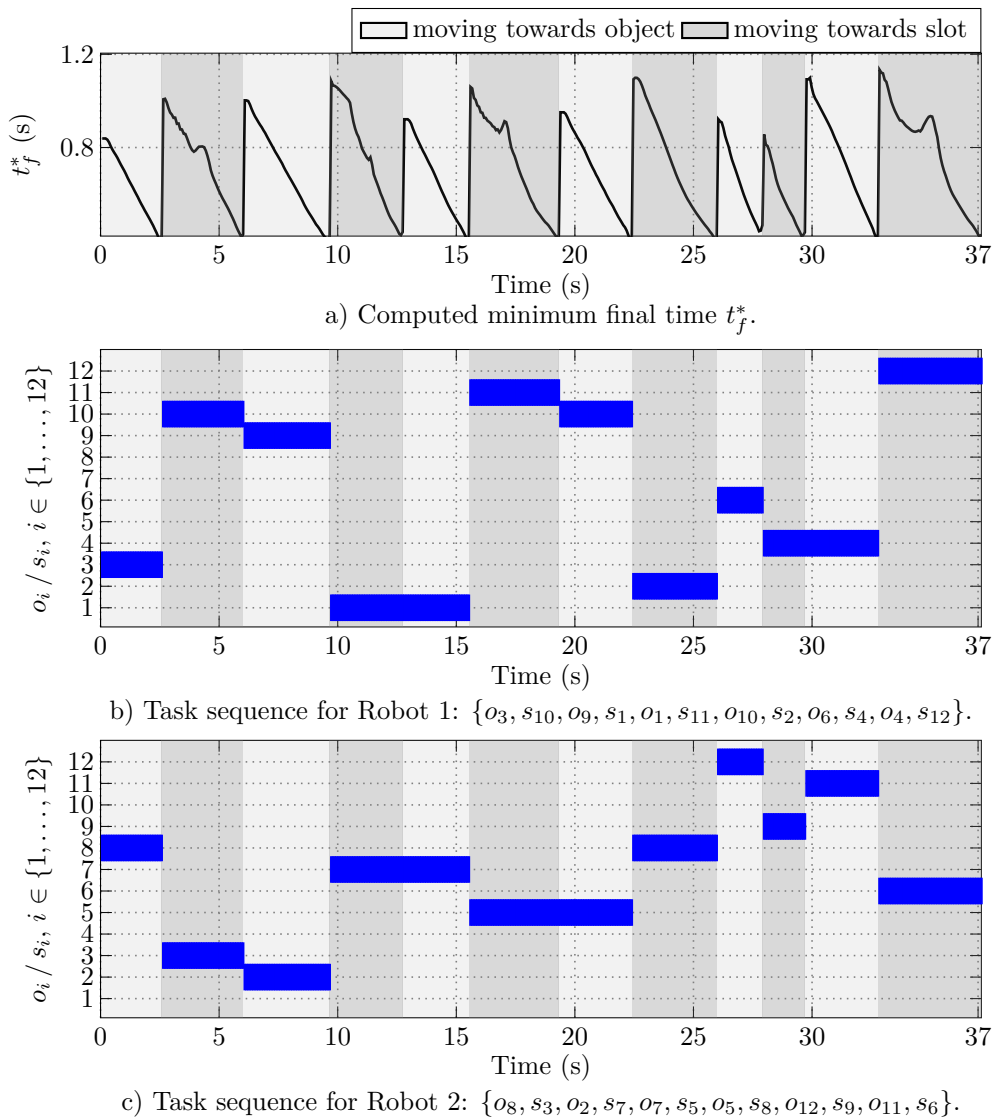 moving towards object moving towards slot
1.2
0.8
t_f^* (s)
0 5 10 15 20 25 30 37
Time (s)
a) Computed minimum final time t_f^*.
12
11
10
9
8
7
6
5
4
3
2
1
o_i / s_i, i ∈ {1, . . . , 12}
0 5 10 15 20 25 30 37
Time (s)
b) Task sequence for Robot 1: {o_3, s_10, o_9, s_1, o_1, s_11, o_10, s_2, o_6, s_4, o_4, s_12}.
12
11
10
9
8
7
6
5
4
3
2
1
o_i / s_i, i ∈ {1, . . . , 12}
0 5 10 15 20 25 30 37
Time (s)
c) Task sequence for Robot 2: {o_8, s_3, o_2, s_7, o_7, s_5, o_5, s_8, o_12, s_9, o_11, s_6}.